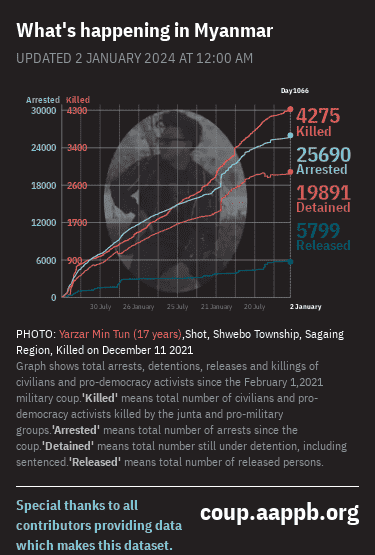 What's happening in Myanmar
UPDATED 2 JANUARY 2024 AT 12:00 AM
Day1066
Arrested Killed
30000 4300
24000 3400
18000 2600
12000 1700
6000 900
0
4275
Killed
25690
Arrested
19891
Detained
5799
Released
30 July 26 January 25 July 21 January 20 July 2 January
PHOTO: Yarzar Min Tun (17 years),Shot, Shwebo Township, Sagaing
Region, Killed on December 11 2021
Graph shows total arrests, detentions, releases and killings of
civilians and pro-democracy activists since the February 1,2021
military coup.'Killed' means total number of civilians and pro-
democracy activists killed by the junta and pro-military
groups.'Arrested' means total number of arrests since the
coup.'Detained' means total number still under detention, including
sentenced.'Released' means total number of released persons.
Special thanks to all
contributors providing data
which makes this dataset.
coup.aappb.org